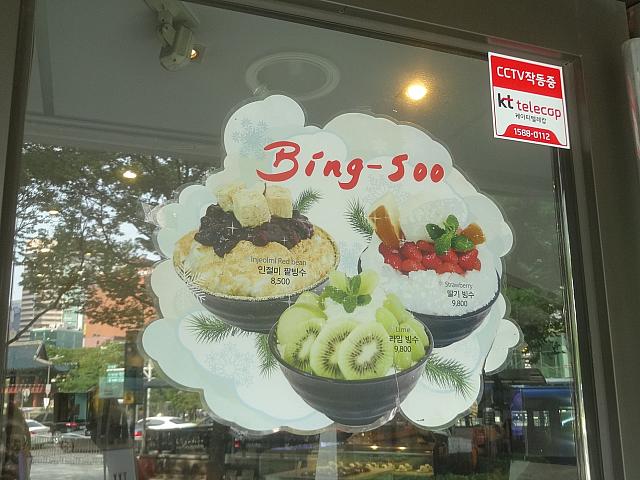 CCTV작동중
kt telecop
케이티텔레캅
1588-0112
Bing-Soo
Injeolmi Red bean
인절미 팥빙수
8,500
Strawberry
딸기 빙수
9,800
Lime
라임 빙수
9,800